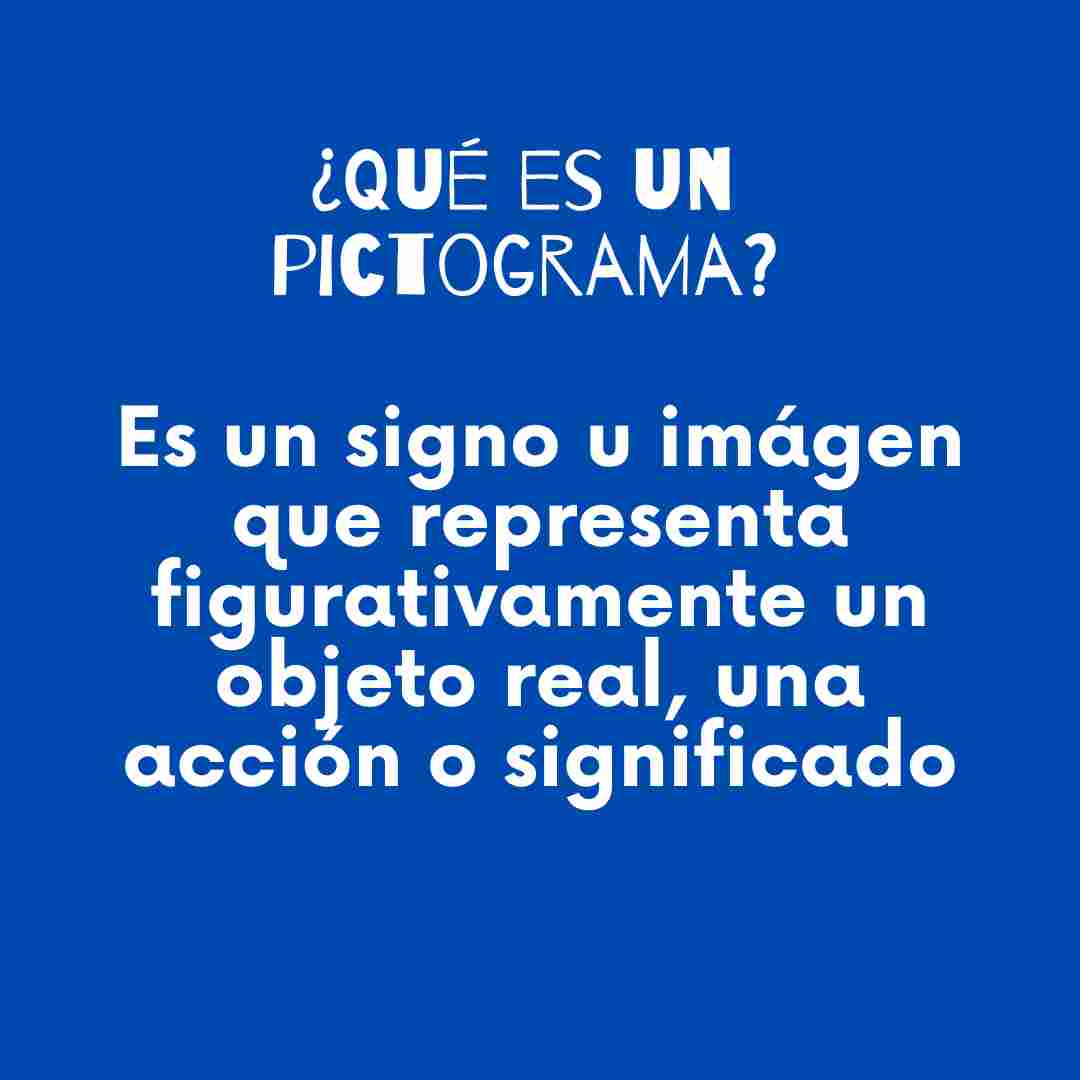 ¿QUÉ ES UN
PICTOGRAMA?
Es un signo u imágen
que representa
figurativamente un
objeto real, una
acción o significado